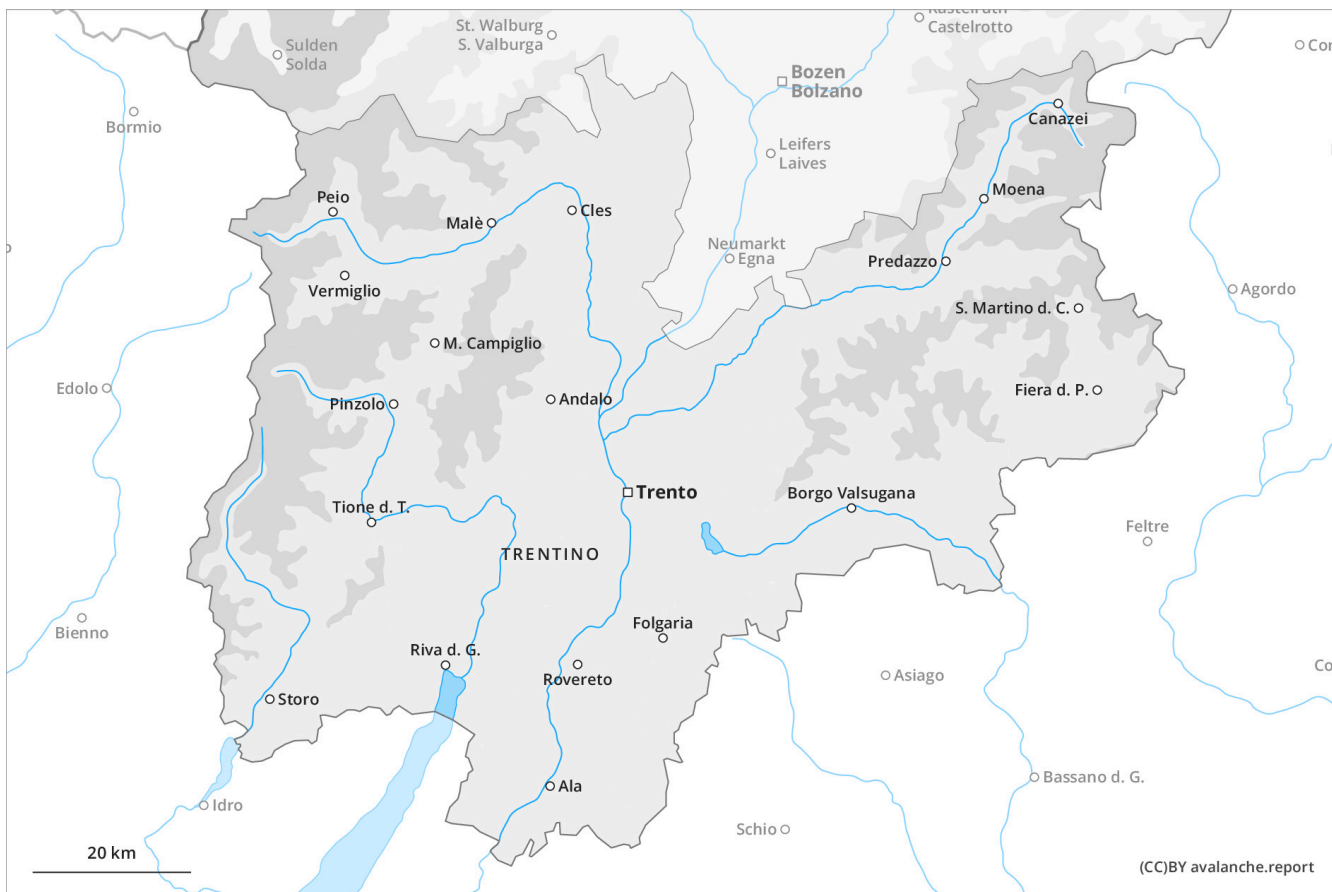 St. Walburg
S. Valburga
Kastelruth
Castelrotto
Sulden
Solda
Bozen
Bolzano
Bormio
Canazei
Leifers
Laives
Peio
Moena
Malè
Cles
Neumarkt
Egna
Predazzo
Vermiglio
Agordo
S. Martino d. C.
M. Campiglio
Edolo
Fiera d. P.
Pinzolo
Andalo
Trento
Borgo Valsugana
Tione d. T.
Feltre
TRENTINO
Bienno
Folgaria
Riva d. G.
Rovereto
Asiago
Storo
Bassano d. G.
Ala
Idro
Schio
20 km
(CC)BY avalanche.report